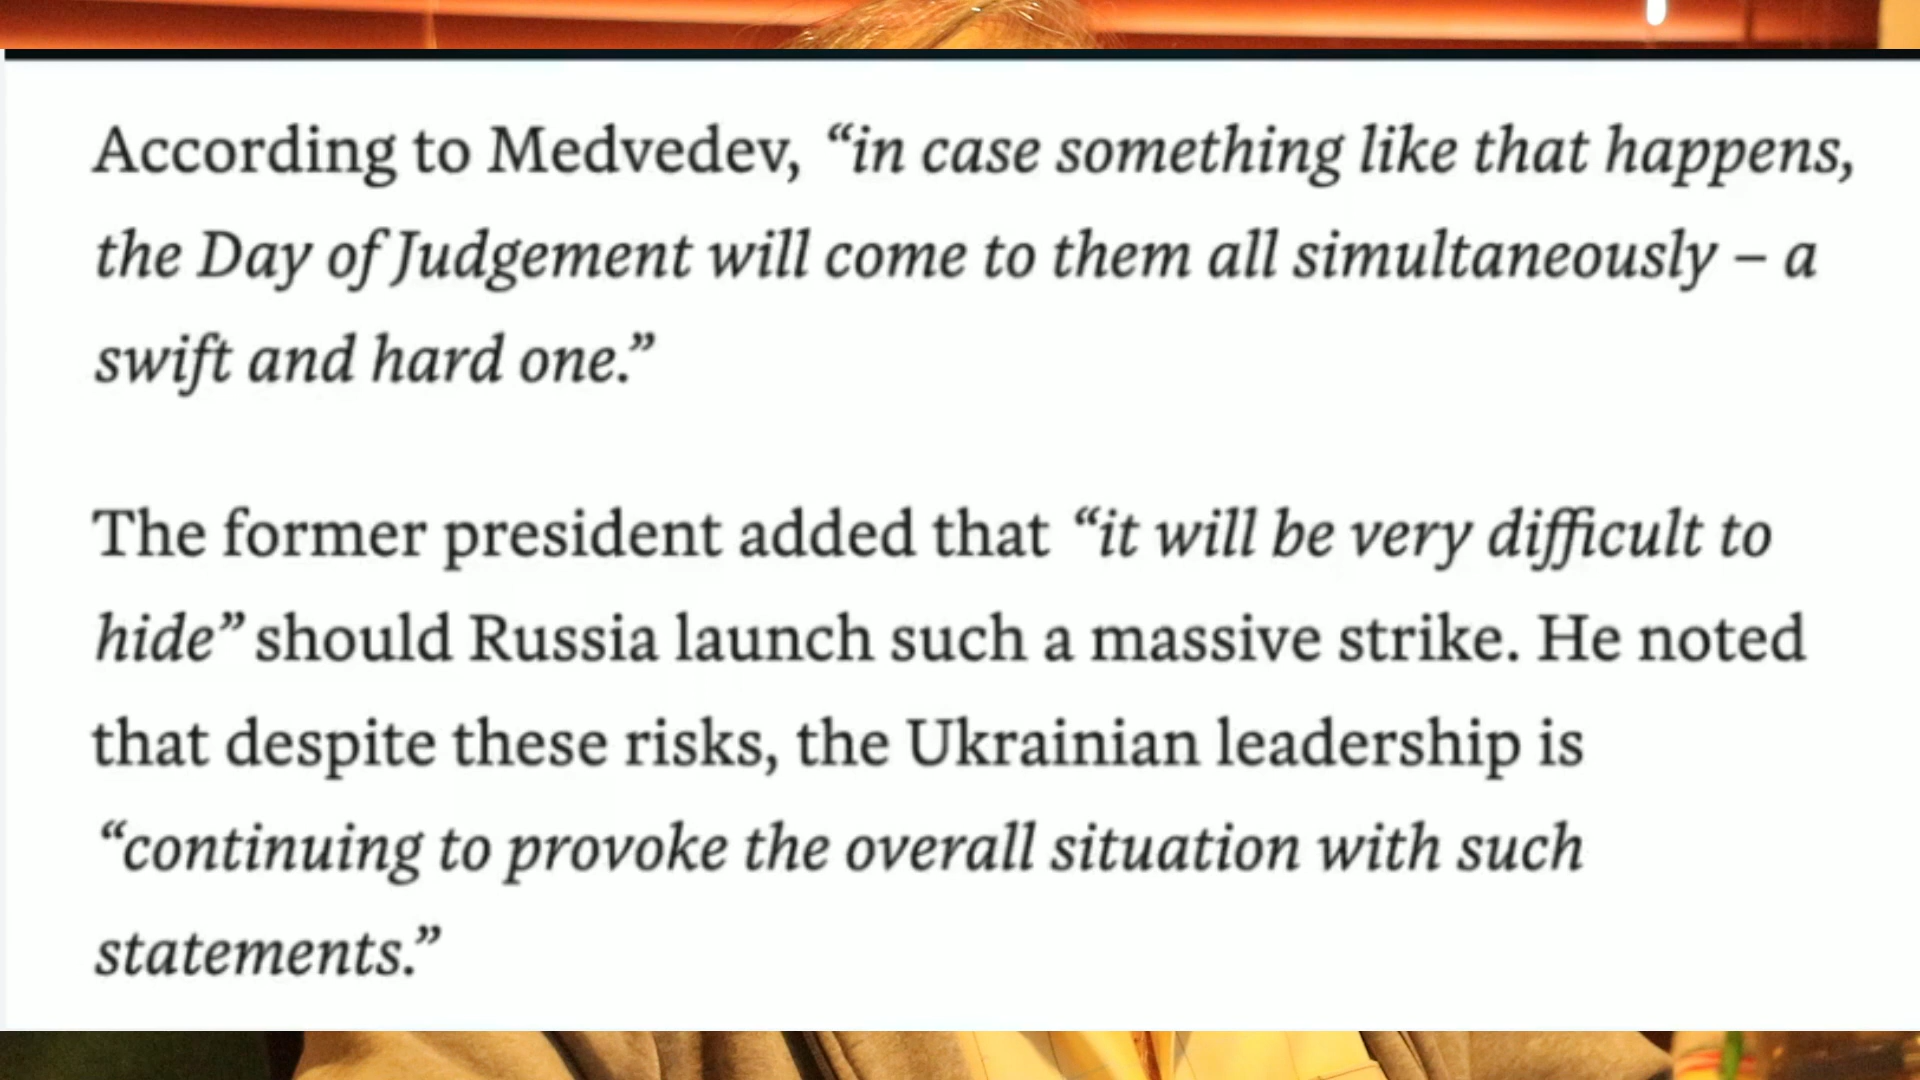 According to Medvedev, “in case something like that happens,
the Day of Judgement will come to them all simultaneously – a
swift and hard one.”
The former president added that “it will be very difficult to
hide” should Russia launch such a massive strike. He noted
that despite these risks, the Ukrainian leadership is
“continuing to provoke the overall situation with such
statements.”